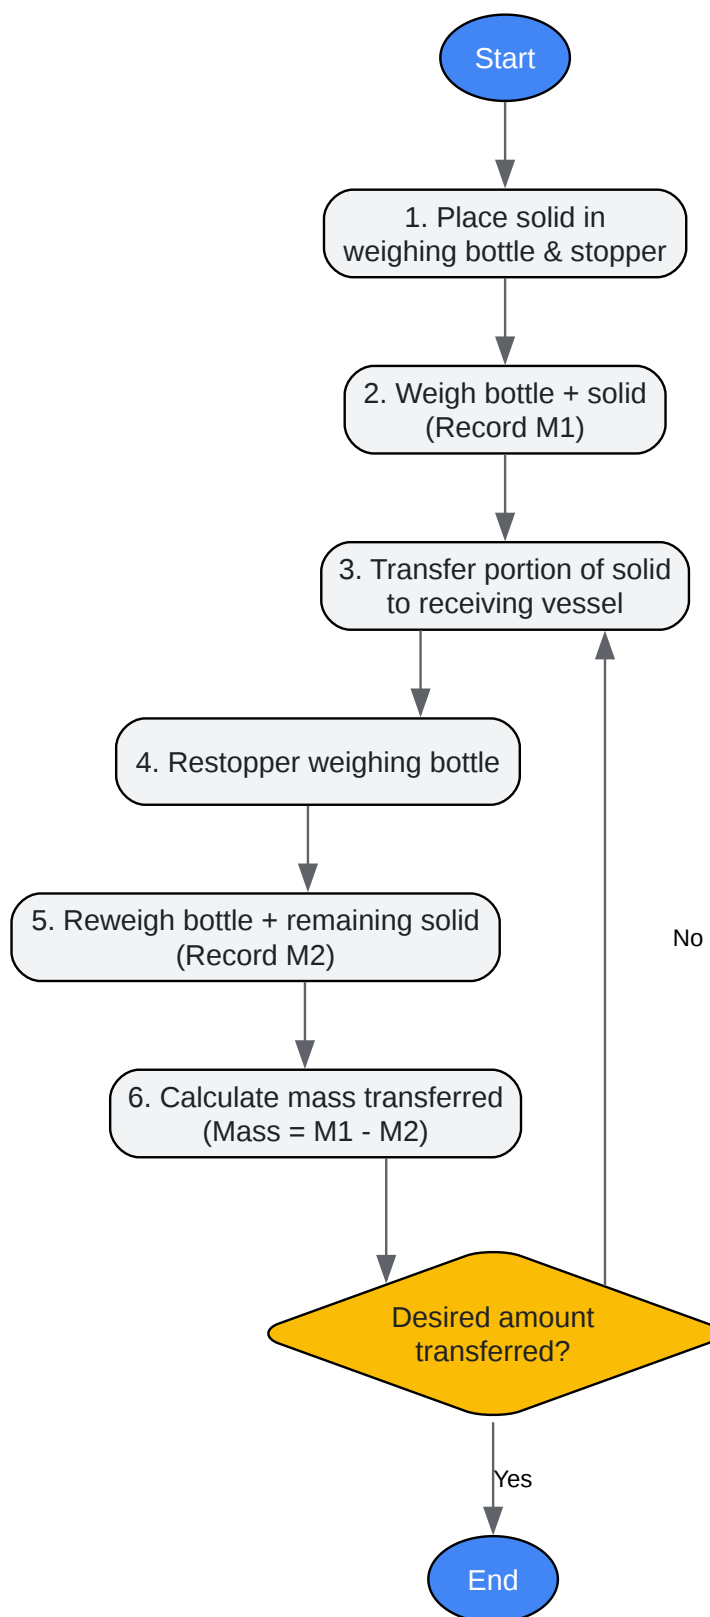 Start
1. Place solid in
weighing bottle & stopper
2. Weigh bottle + solid
(Record M1)
3. Transfer portion of solid
to receiving vessel
4. Restopper weighing bottle
5. Reweigh bottle + remaining solid
(Record M2)
No
6. Calculate mass transferred
(Mass = M1 - M2)
Desired amount
transferred?
Yes
End